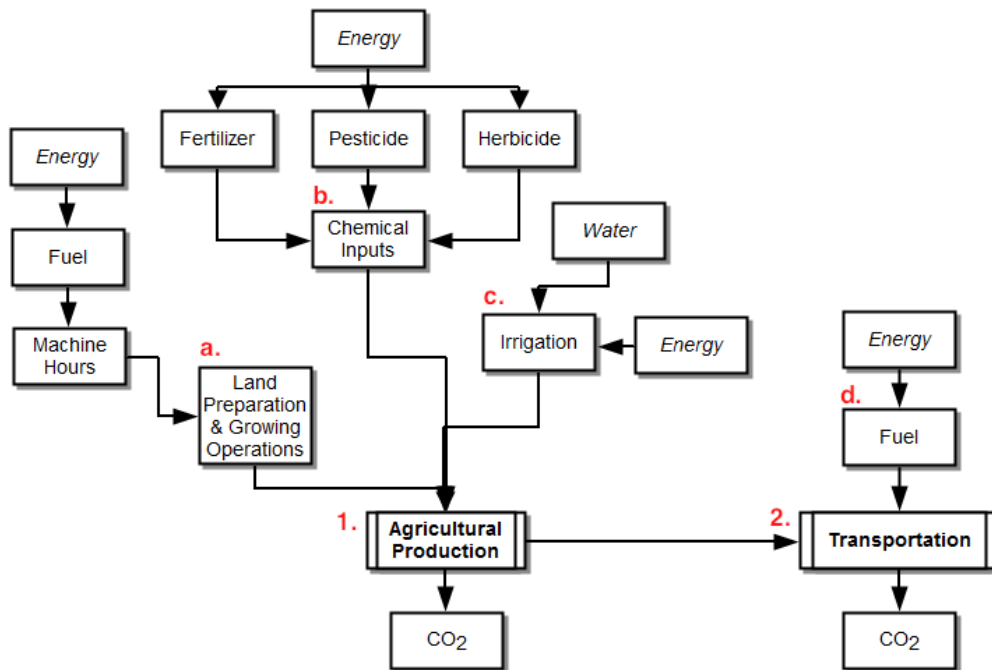 Energy
Fertilizer
Pesticide
Herbicide
Energy
b.
Chemical
Inputs
Water
Fuel
c.
Irrigation
Energy
Energy
Machine
Hours
a.
Land
Preparation
& Growing
Operations
d.
Fuel
1.
Agricultural
Production
2.
Transportation
CO2
CO2